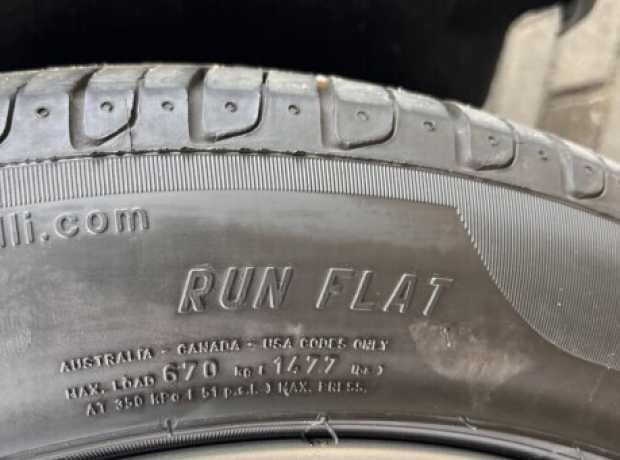 lli.com
RUN FLAT
AUSTRALIA - CANADA - USA CODES ONLY
MAX. LOAD 670 kg ( 1477 lbs )
AT 350 kPa ( 51 p.s.i. ) MAX. PRESS.